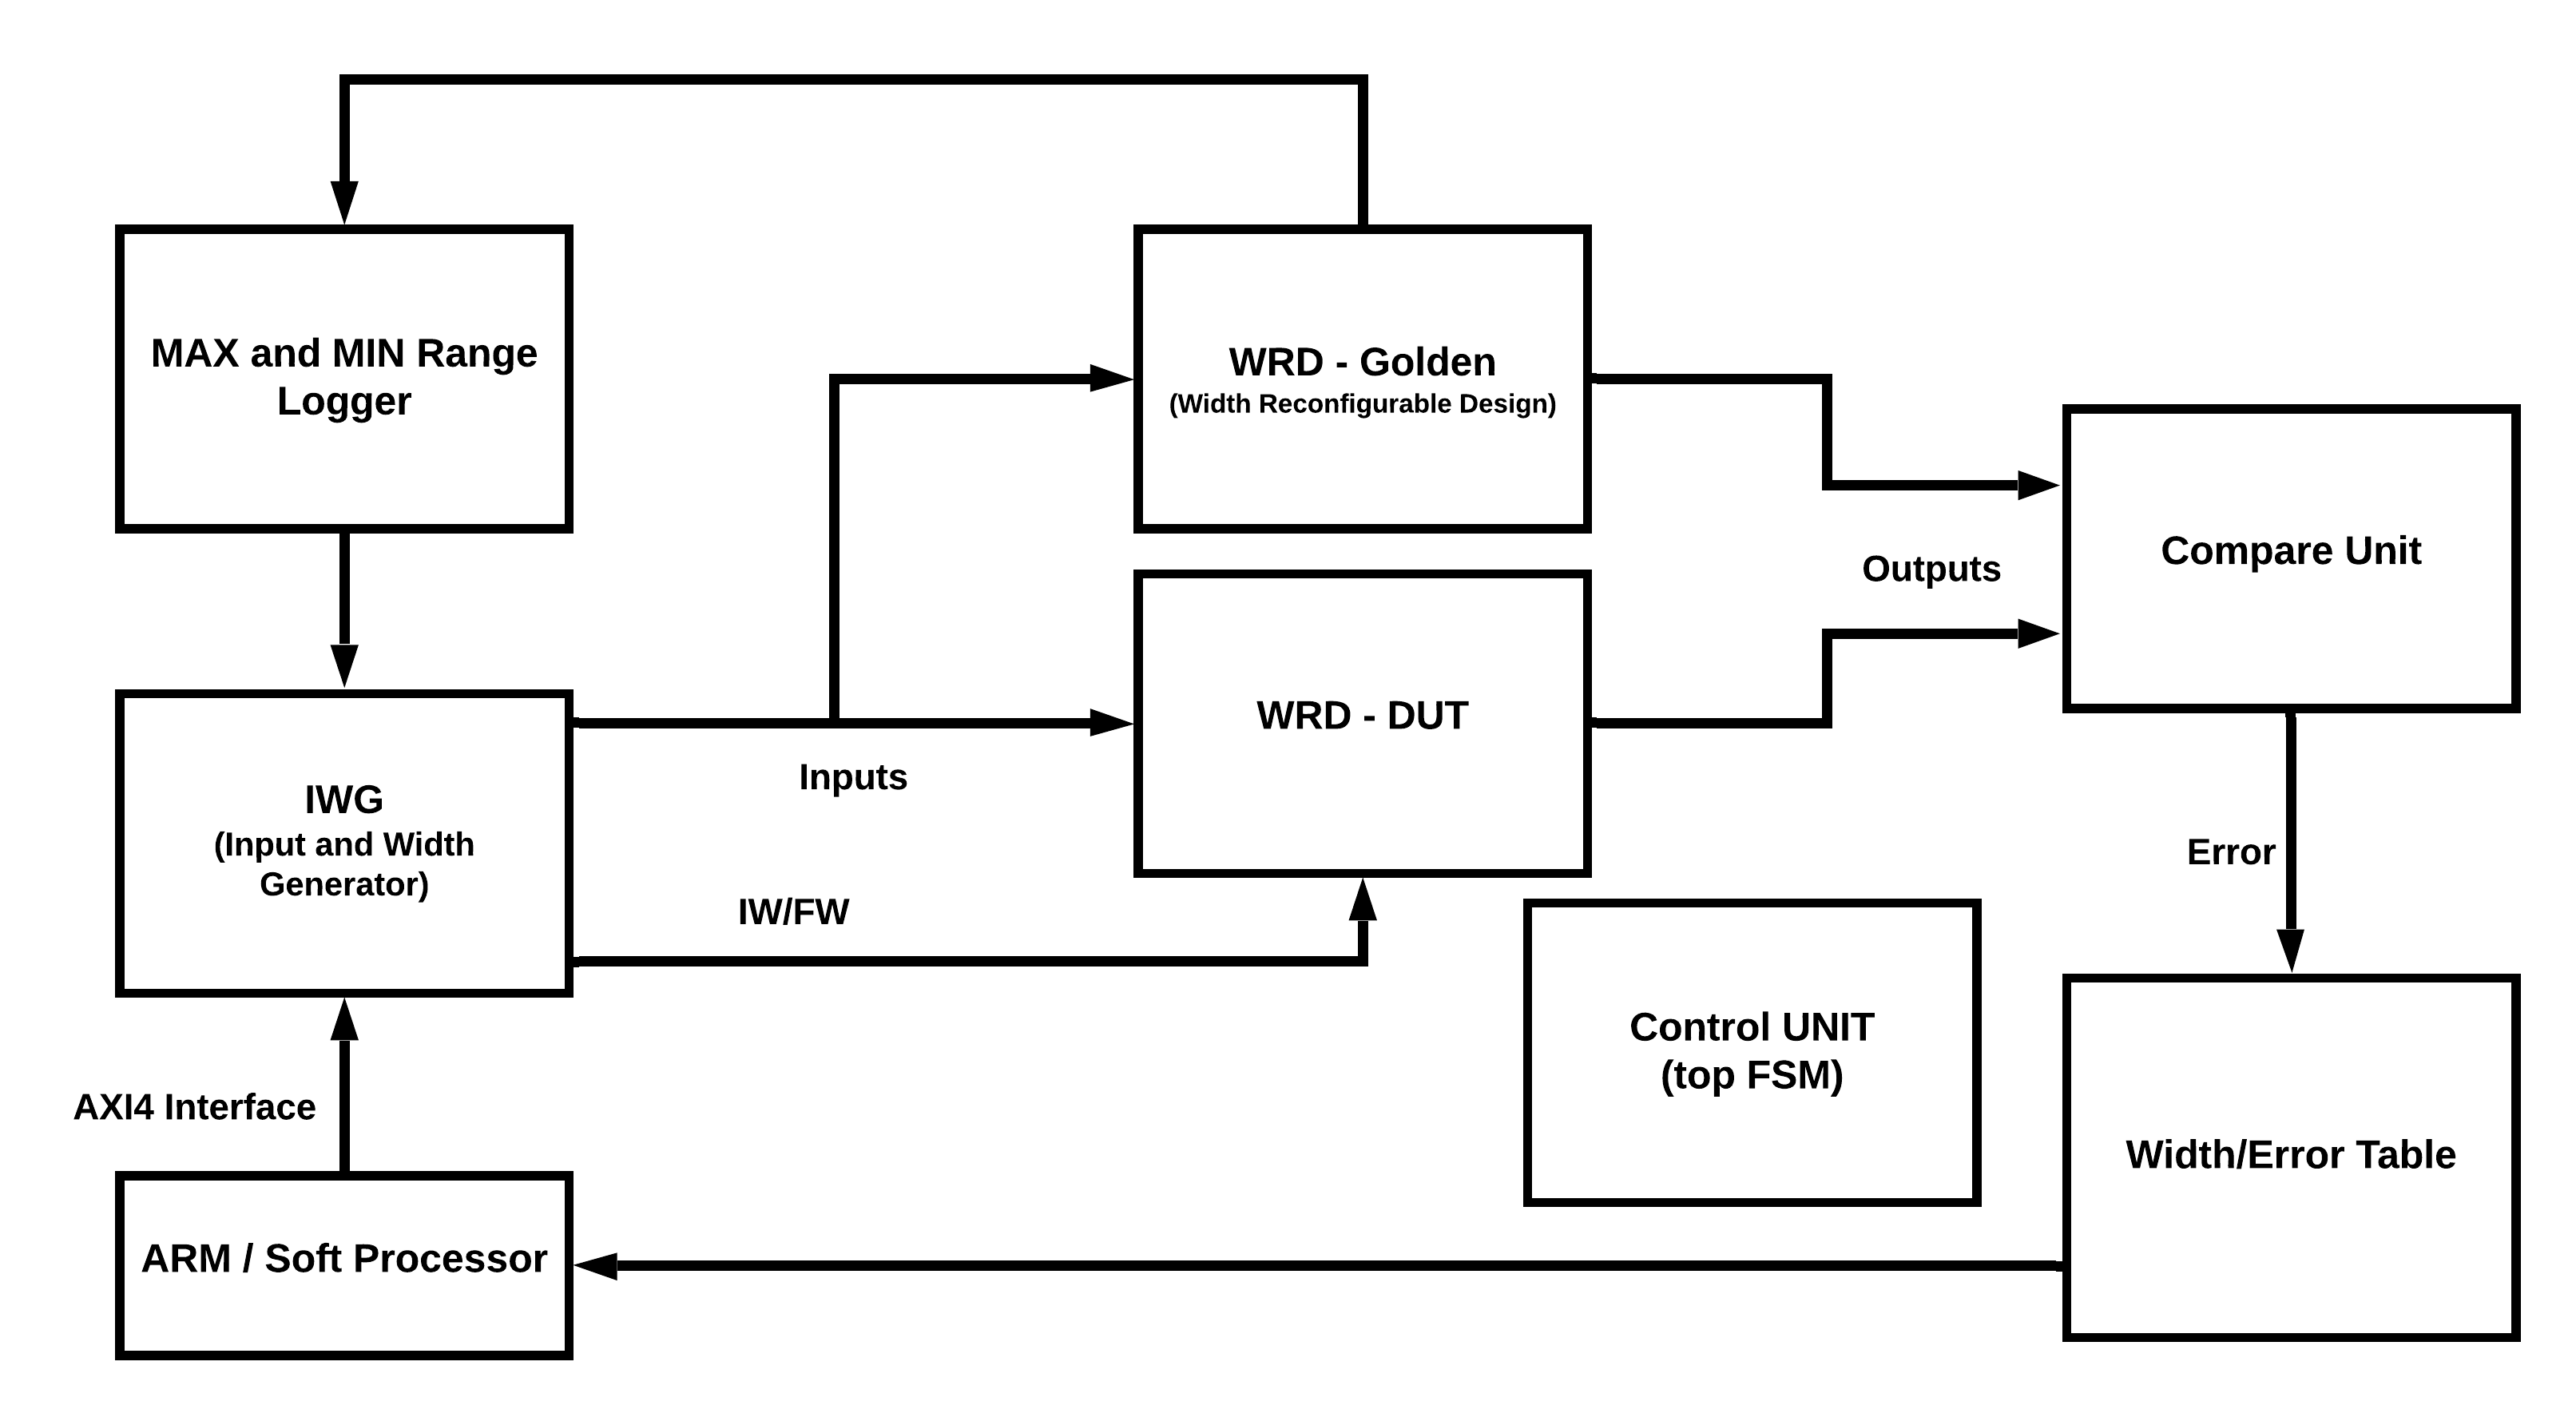 MAX and MIN Range
Logger
WRD - Golden
(Width Reconfigurable Design)
Compare Unit
Outputs
WRD - DUT
Inputs
IWG
(Input and Width
Generator)
IW/FW
Error
Control UNIT
(top FSM)
AXI4 Interface
Width/Error Table
ARM / Soft Processor